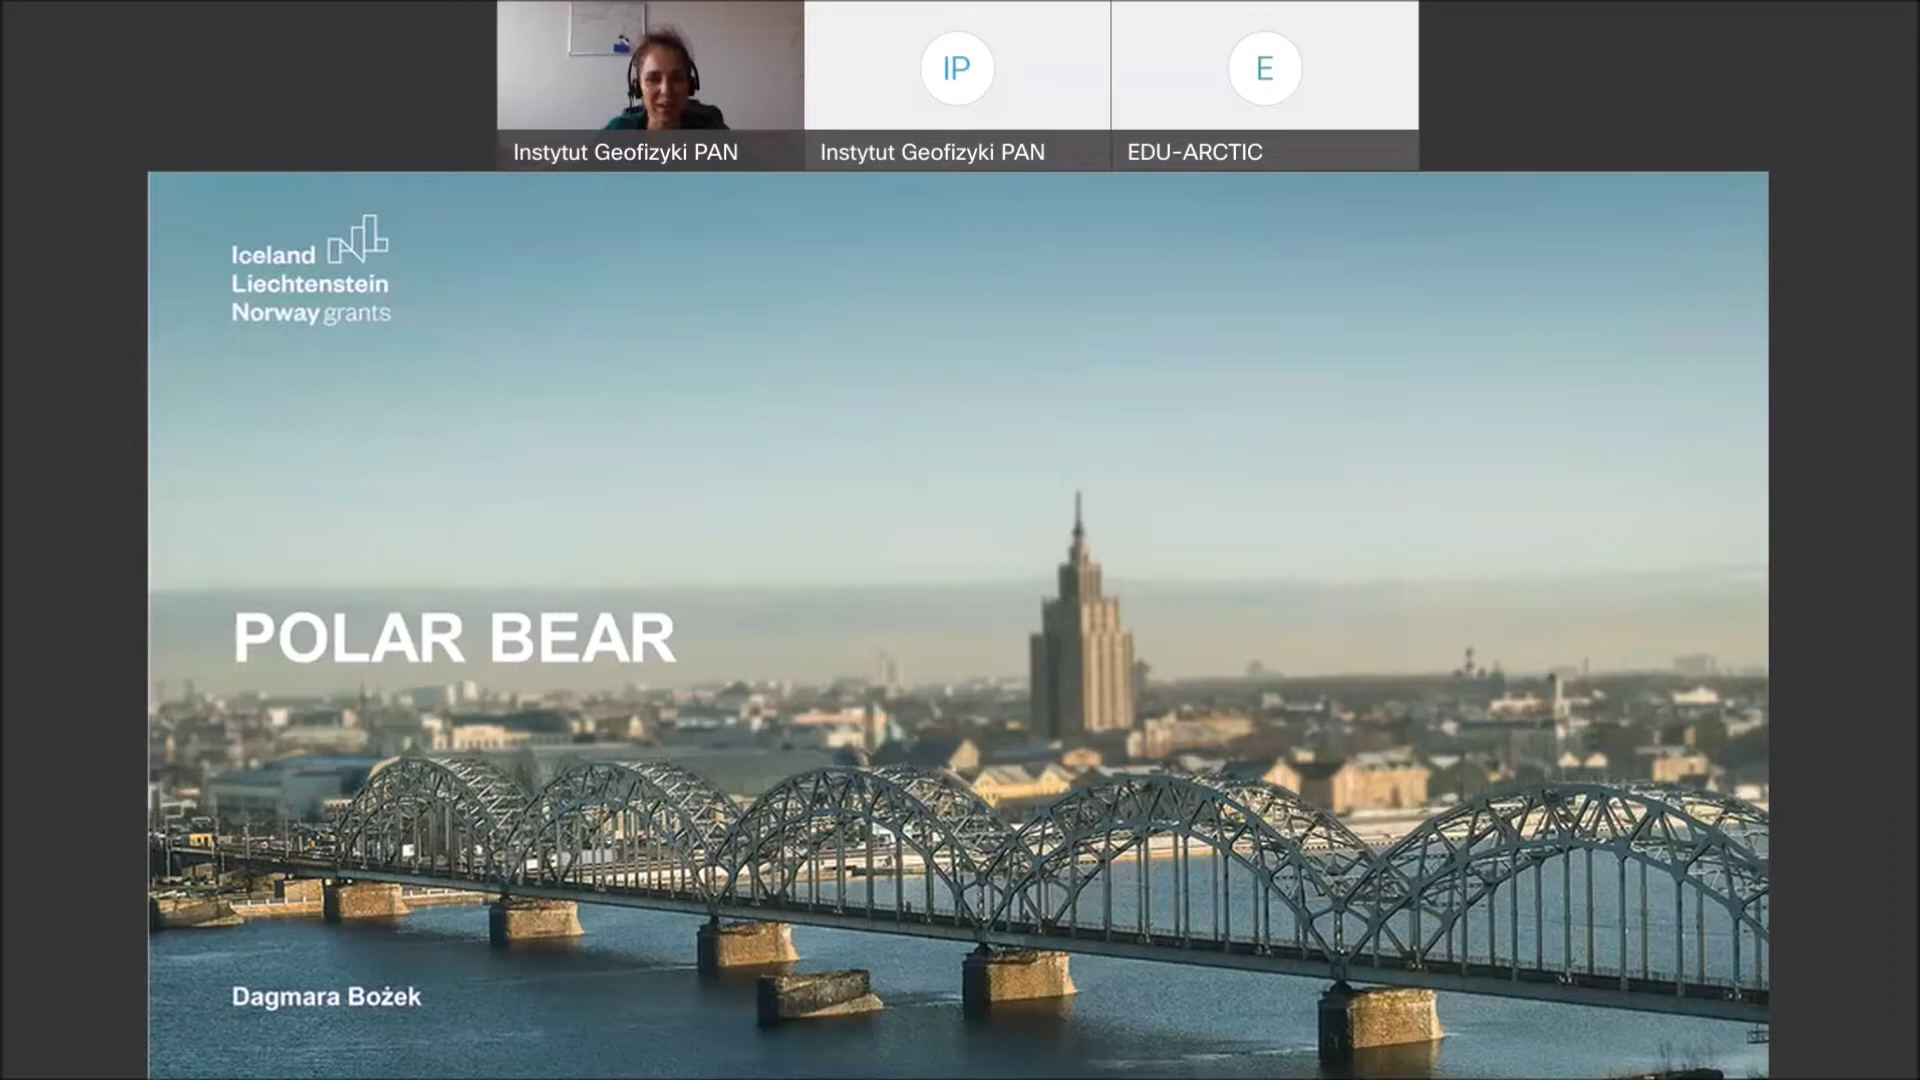 Instytut Geofizyki PAN
IP
Instytut Geofizyki PAN
E
EDU-ARCTIC
Iceland
Liechtenstein
Norway grants
POLAR BEAR
Dagmara Bożek